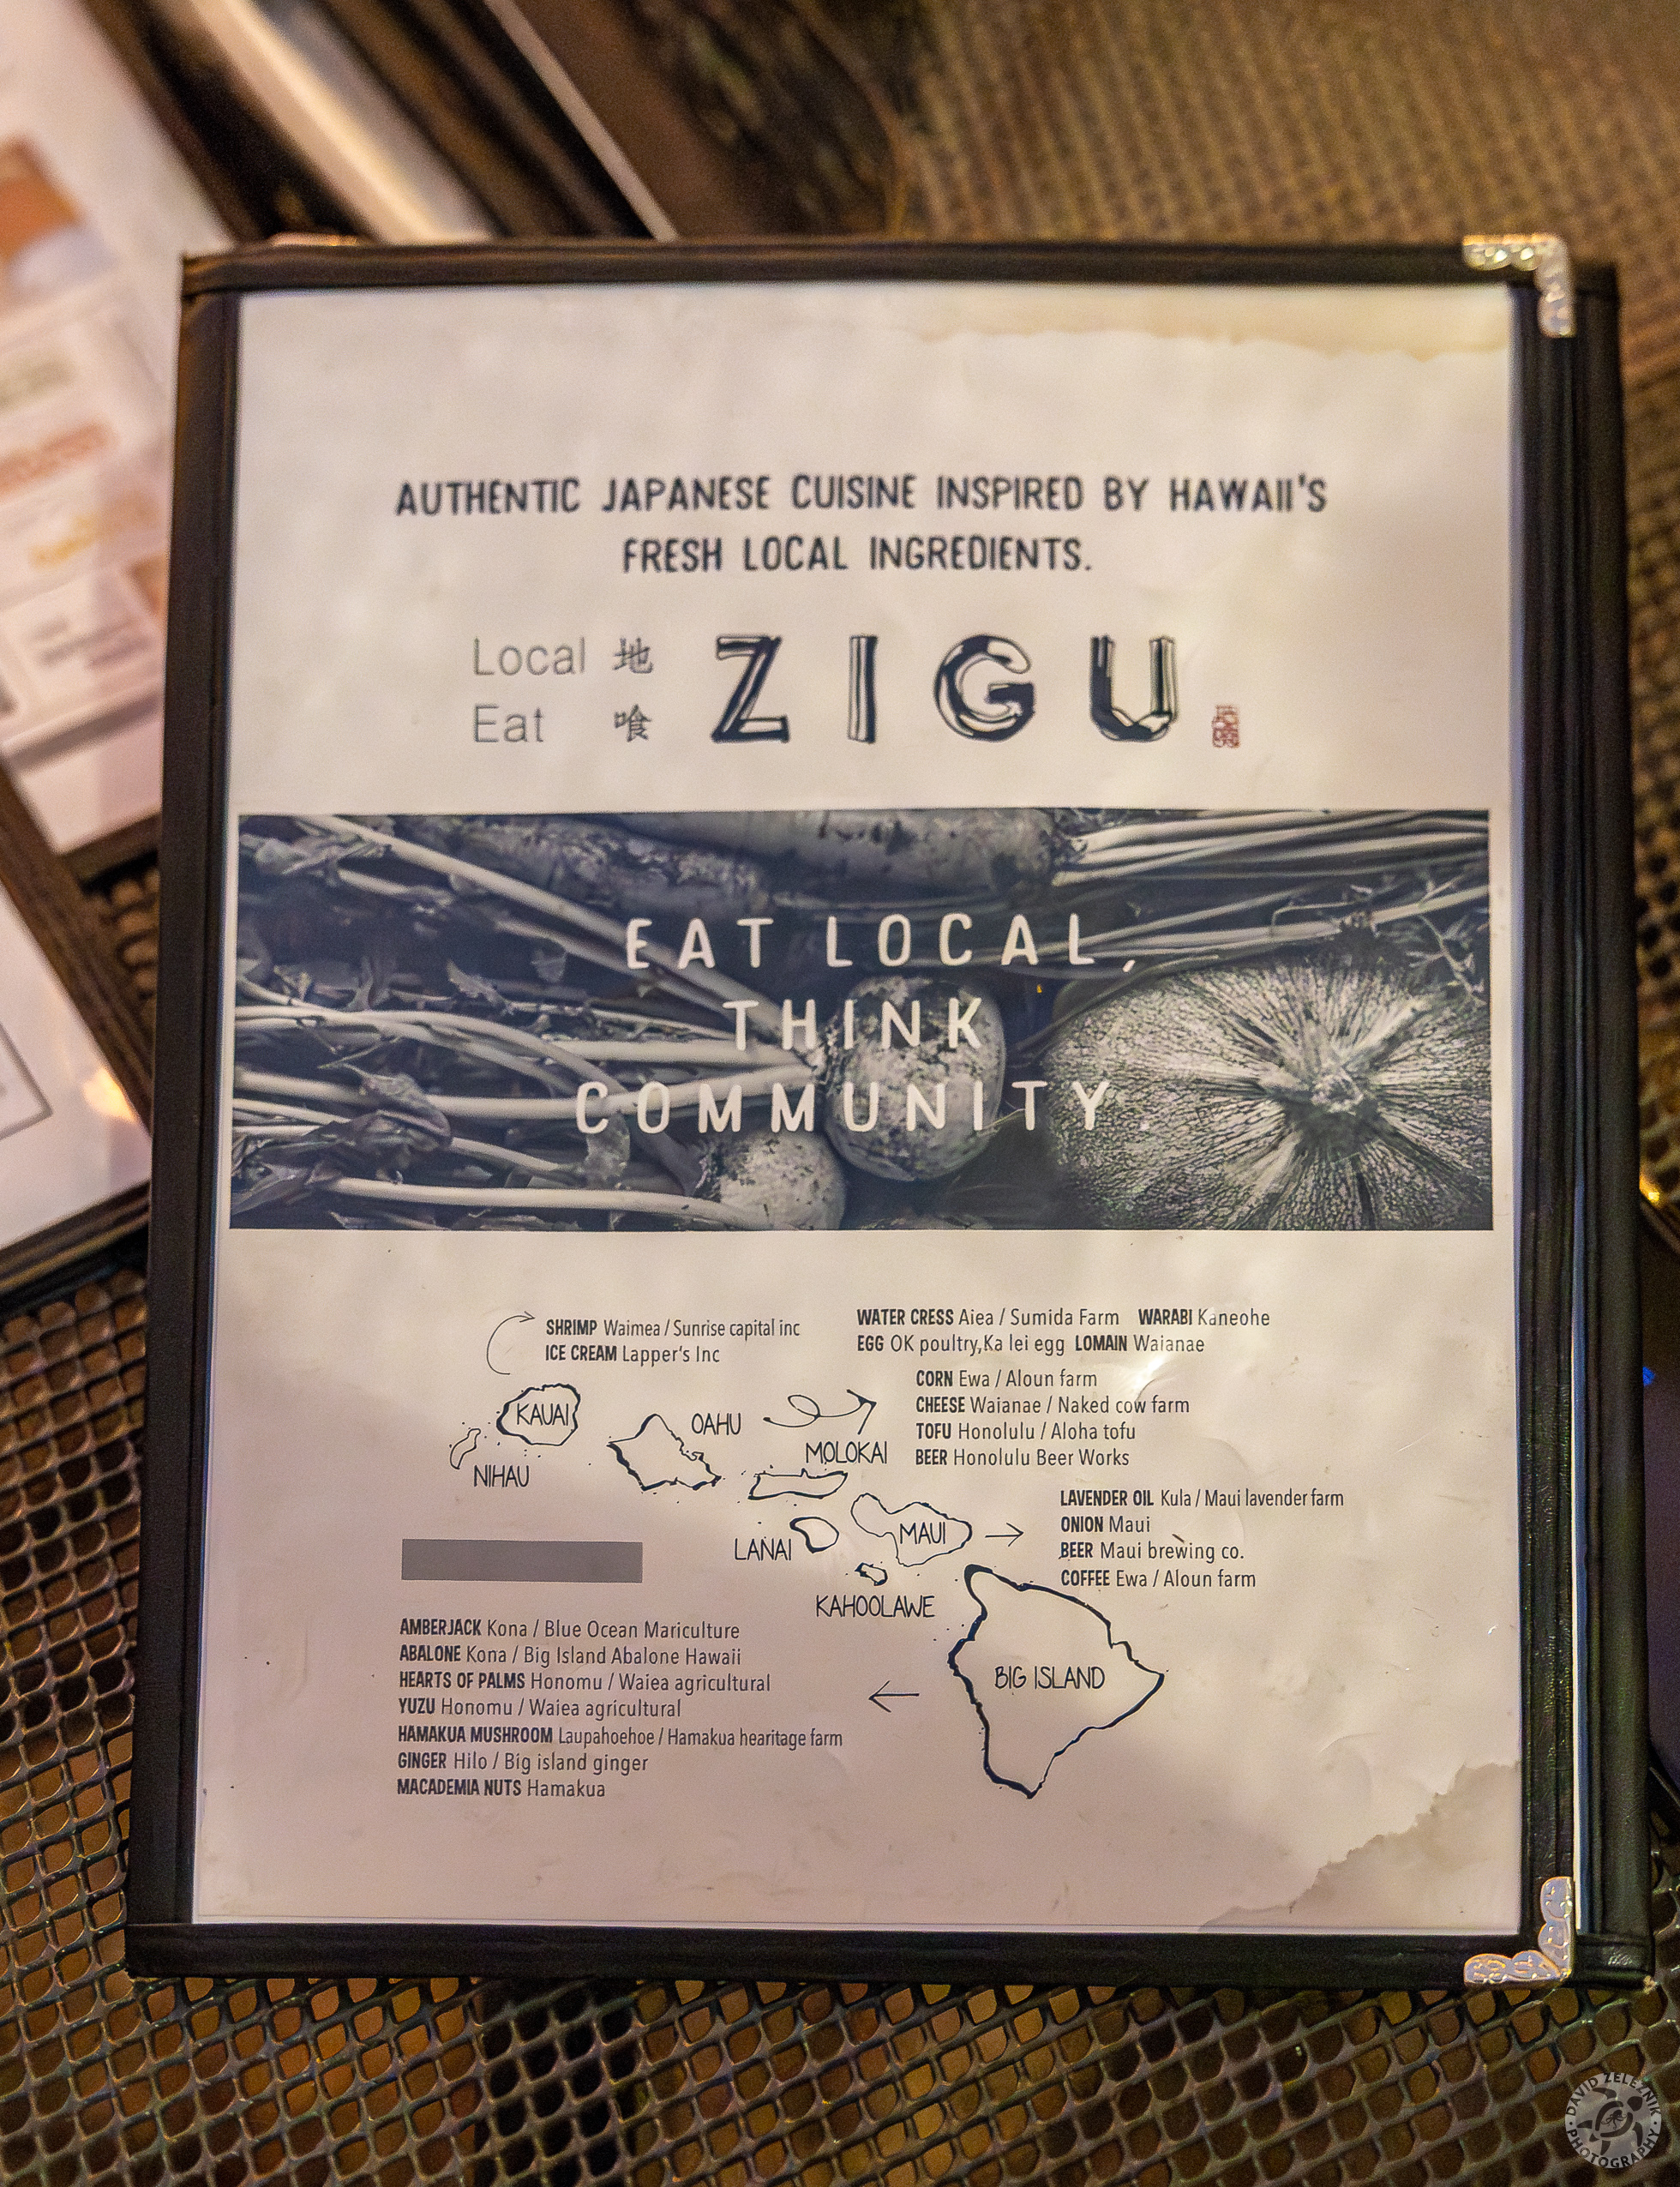 AUTHENTIC JAPANESE CUISINE INSPIRED BY HAWAII'S
FRESH LOCAL INGREDIENTS.
Local 地 ZIGU
Eat 喰
EAT LOCAL,
THINK
COMMUNITY.
SHRIMP Waimea / Sunrise capital inc
ICE CREAM Lapper's Inc
WATER CRESS Aiea / Sumida Farm WARABI Kaneohe
EGG OK poultry,Ka lei egg LOMAIN Waianae
CORN Ewa / Aloun farm
CHEESE Waianae / Naked cow farm
TOFU Honolulu / Aloha tofu
BEER Honolulu Beer Works
KAUAI
NIHAU
OAHU
MOLOKAI
LANAI
MAUI
KAHOOLAWE
LAVENDER OIL Kula / Maui lavender farm
ONION Maui
BEER Maui brewing co.
COFFEE Ewa / Aloun farm
BIG ISLAND
AMBERJACK Kona / Blue Ocean Mariculture
ABALONE Kona / Big Island Abalone Hawaii
HEARTS OF PALMS Honomu / Waiea agricultural
YUZU Honomu / Waiea agricultural
HAMAKUA MUSHROOM Laupahoehoe / Hamakua hearitage farm
GINGER Hilo / Big island ginger
MACADEMIA NUTS Hamakua
DAVID ZELEZNIK
PHOTOGRAPHY